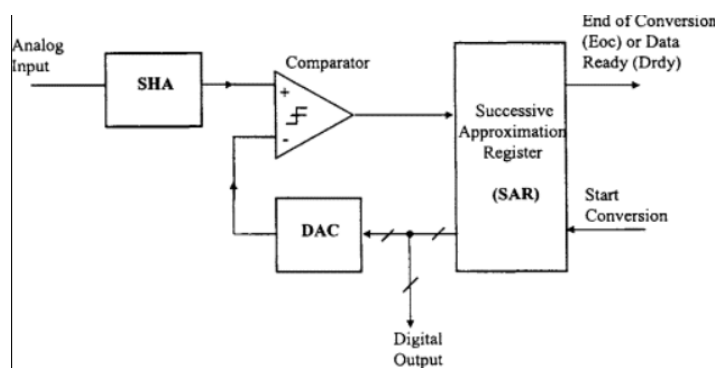 Analog
Input
SHA
Comparator
+
-
DAC
Successive
Approximation
Register
(SAR)
End of Conversion
(Eoc) or Data
Ready (Drdy)
Start
Conversion
Digital
Output